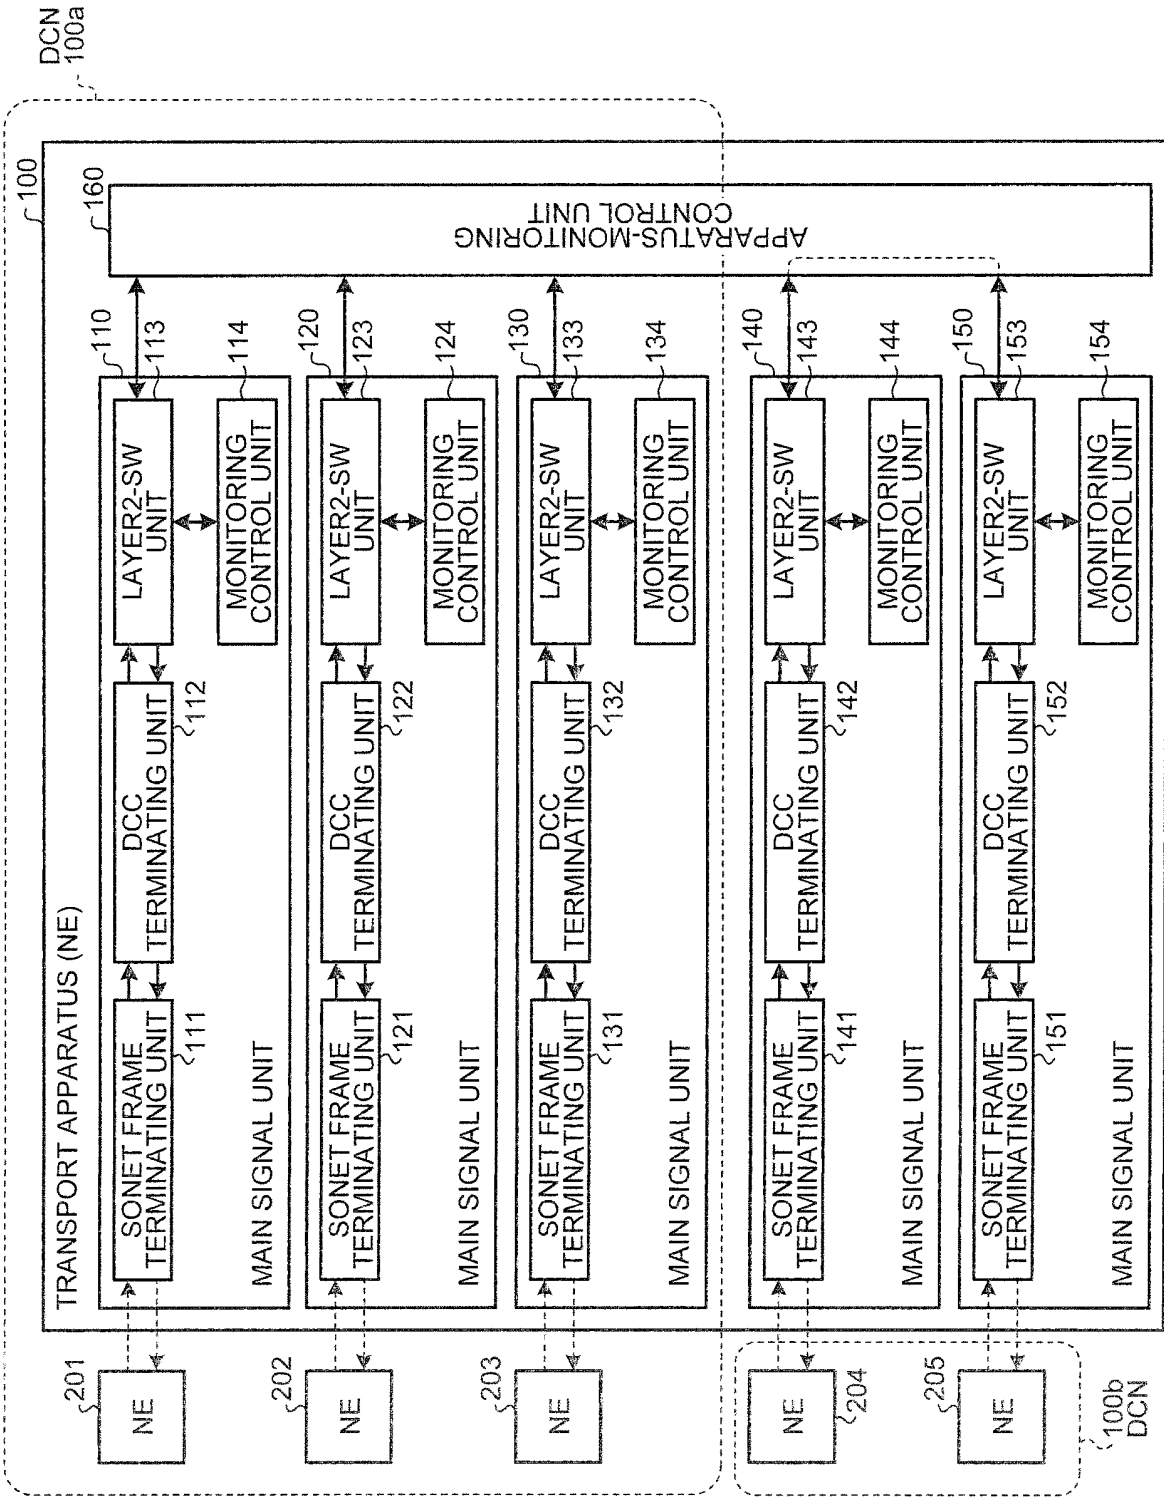 DCN
100a
100
TRANSPORT APPARATUS (NE)
160
APPARATUS-MONITORING
CONTROL UNIT
201
NE
110
SONET FRAME
TERMINATING UNIT
111
DCC
TERMINATING UNIT
112
LAYER2-SW
UNIT
113
MONITORING
CONTROL UNIT
114
MAIN SIGNAL UNIT
202
NE
120
SONET FRAME
TERMINATING UNIT
121
DCC
TERMINATING UNIT
122
LAYER2-SW
UNIT
123
MONITORING
CONTROL UNIT
124
MAIN SIGNAL UNIT
203
NE
130
SONET FRAME
TERMINATING UNIT
131
DCC
TERMINATING UNIT
132
LAYER2-SW
UNIT
133
MONITORING
CONTROL UNIT
134
MAIN SIGNAL UNIT
NE
204
140
SONET FRAME
TERMINATING UNIT
141
DCC
TERMINATING UNIT
142
LAYER2-SW
UNIT
143
MONITORING
CONTROL UNIT
144
MAIN SIGNAL UNIT
205
NE
150
SONET FRAME
TERMINATING UNIT
151
DCC
TERMINATING UNIT
152
LAYER2-SW
UNIT
153
MONITORING
CONTROL UNIT
154
MAIN SIGNAL UNIT
100b
DCN